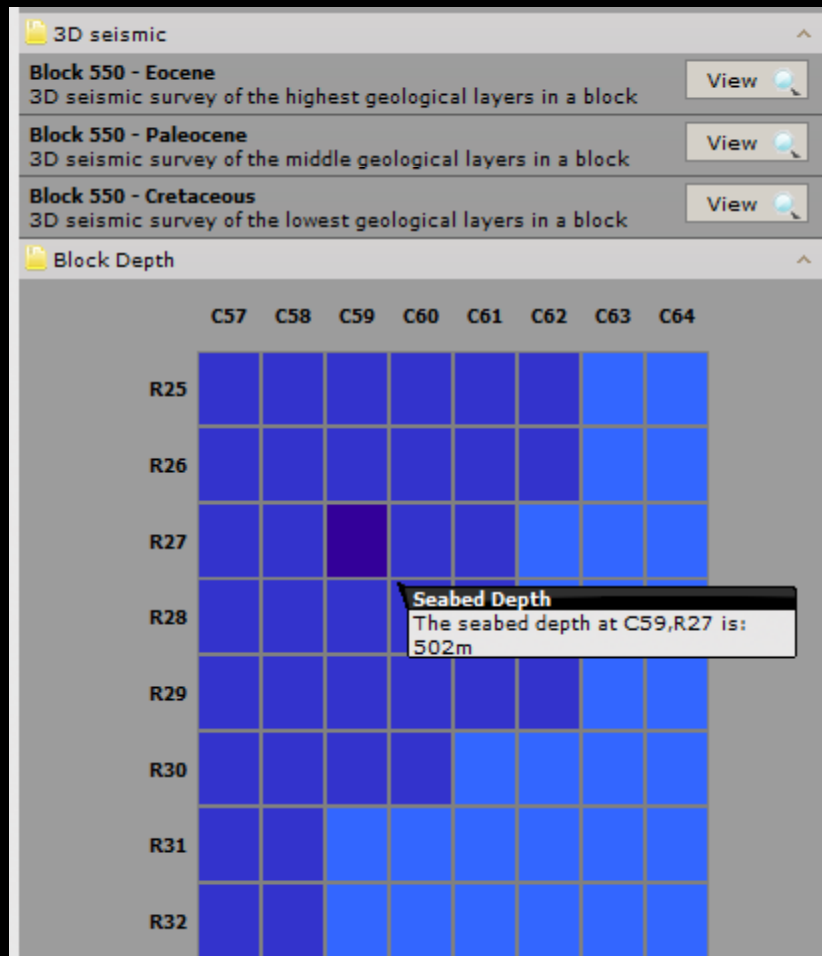 3D seismic
Block 550 - Eocene
3D seismic survey of the highest geological layers in a block
View
Block 550 - Paleocene
3D seismic survey of the middle geological layers in a block
View
Block 550 - Cretaceous
3D seismic survey of the lowest geological layers in a block
View
Block Depth
C57 C58 C59 C60 C61 C62 C63 C64
R25
R26
R27
Seabed Depth
The seabed depth at C59,R27 is:
502m
R28
R29
R30
R31
R32